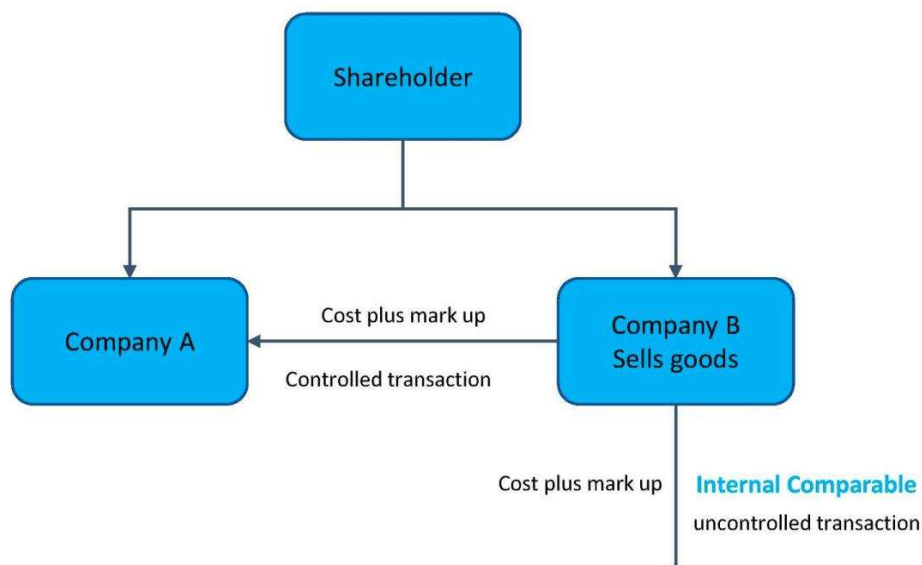 Shareholder
Company A
Cost plus mark up
Controlled transaction
Company B
Sells goods
Cost plus mark up
Internal Comparable
uncontrolled transaction